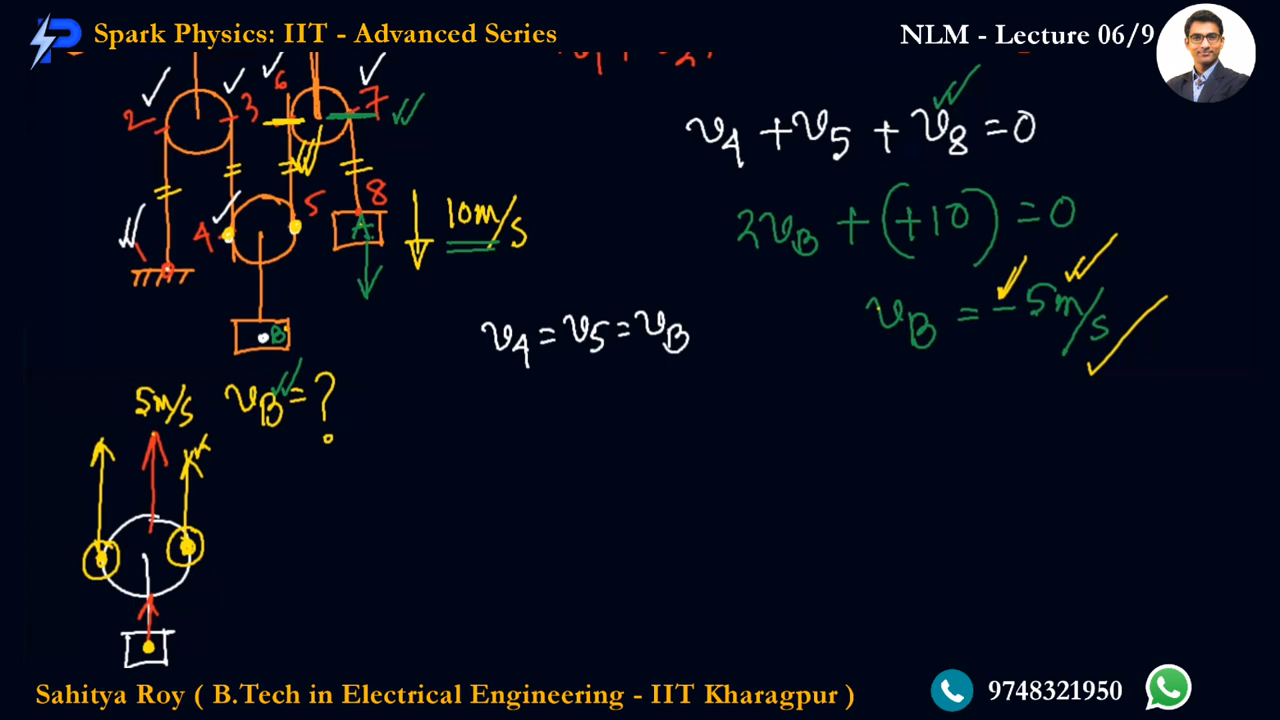 Spark Physics: IIT - Advanced Series
NLM - Lecture 06/9
2 3 6 7
v4 + v5 + v8 = 0
1 4 5 8
A
10m/s
2vB + (+10) = 0
B
v4 = v5 = vB
vB = -5m/s
5m/s
vB = ?
Sahitya Roy ( B.Tech in Electrical Engineering - IIT Kharagpur )
9748321950